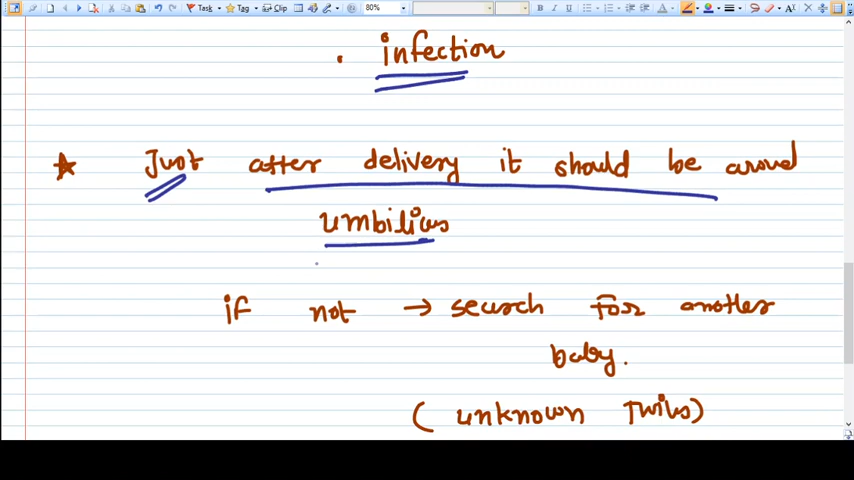 Task Tag Clip 80%
. infection
Just after delivery it should be around
umbilicus
if not → search for another
baby.
(unknown Twins)